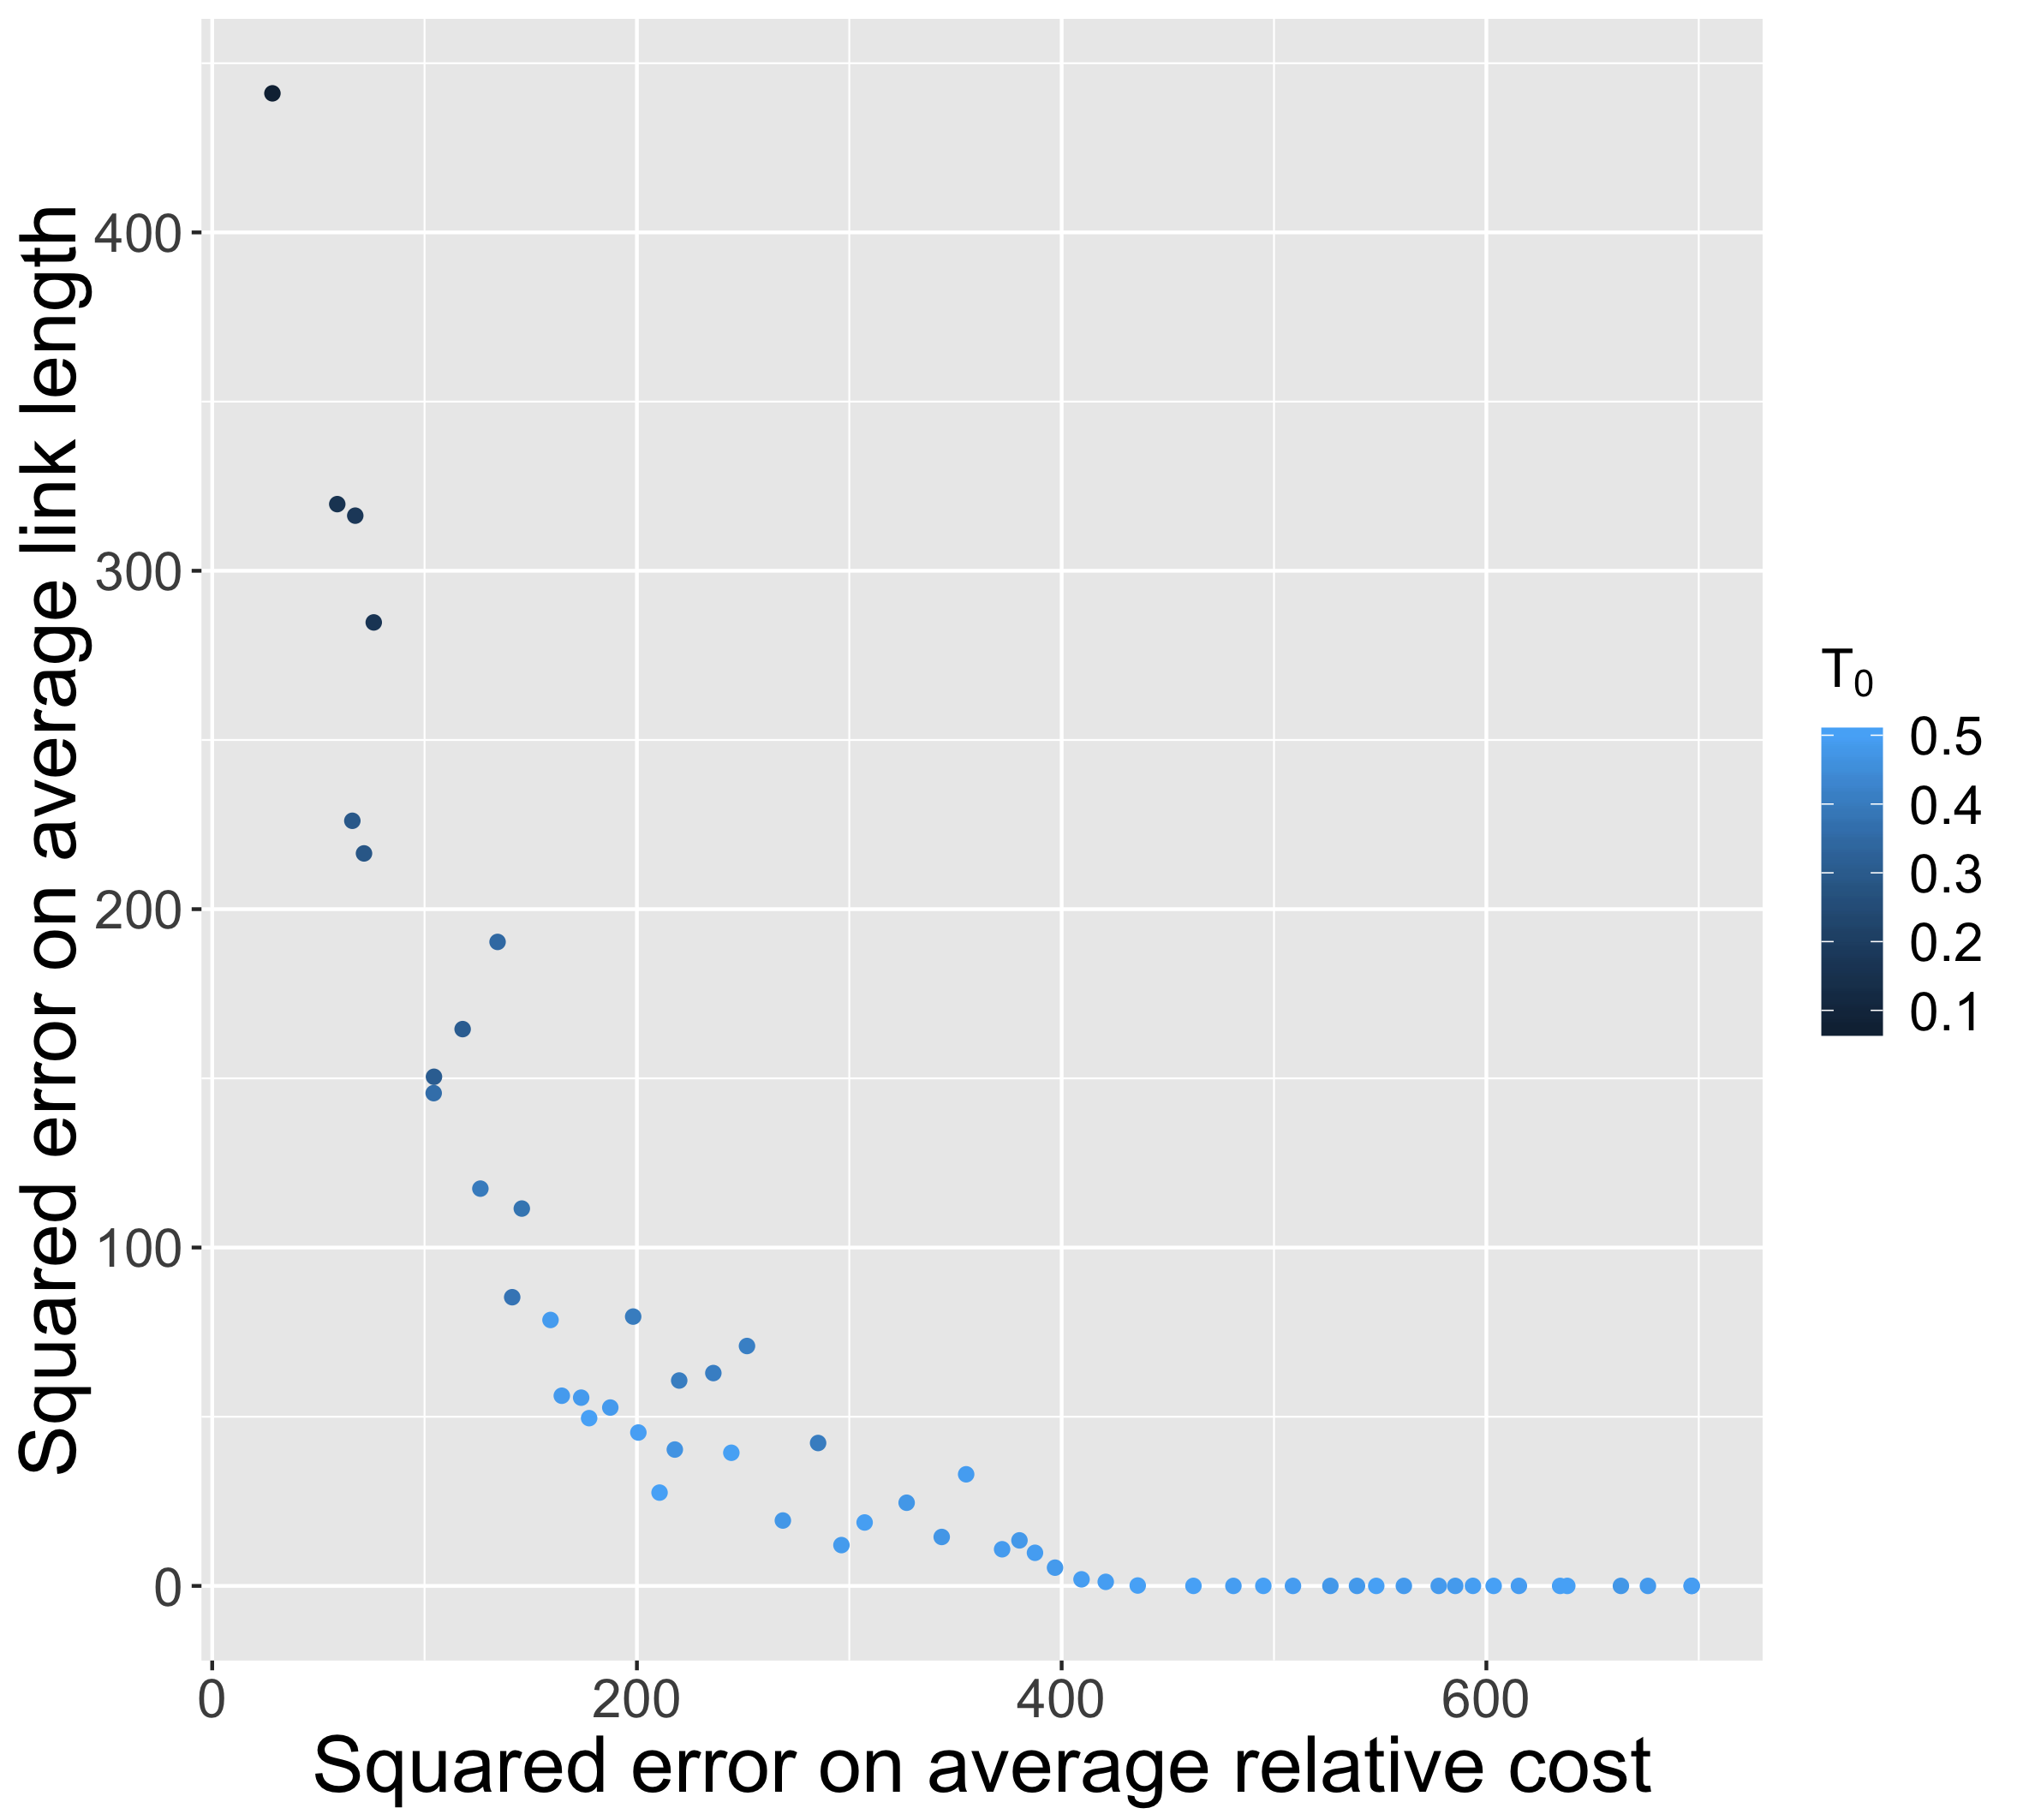 Squared error on average link length
400
300
200
100
0
0 200 400 600
Squared error on average relative cost
T₀
0.5
0.4
0.3
0.2
0.1